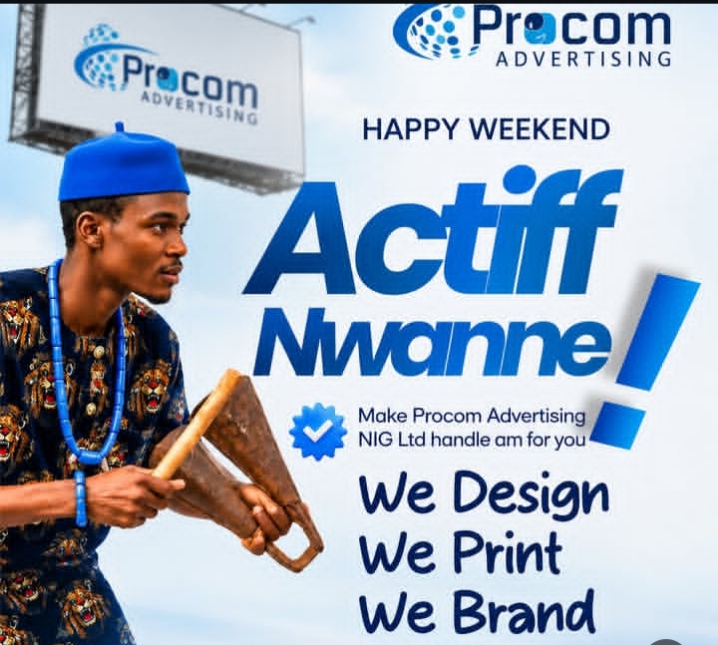 Procom
ADVERTISING
Procom
ADVERTISING
HAPPY WEEKEND
Actiff
Nwanne!
Make Procom Advertising
NIG Ltd handle am for you
We Design
We Print
We Brand